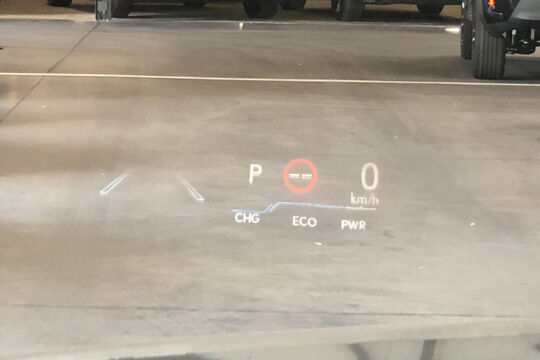 P -- 0
km/h
CHG ECO PWR